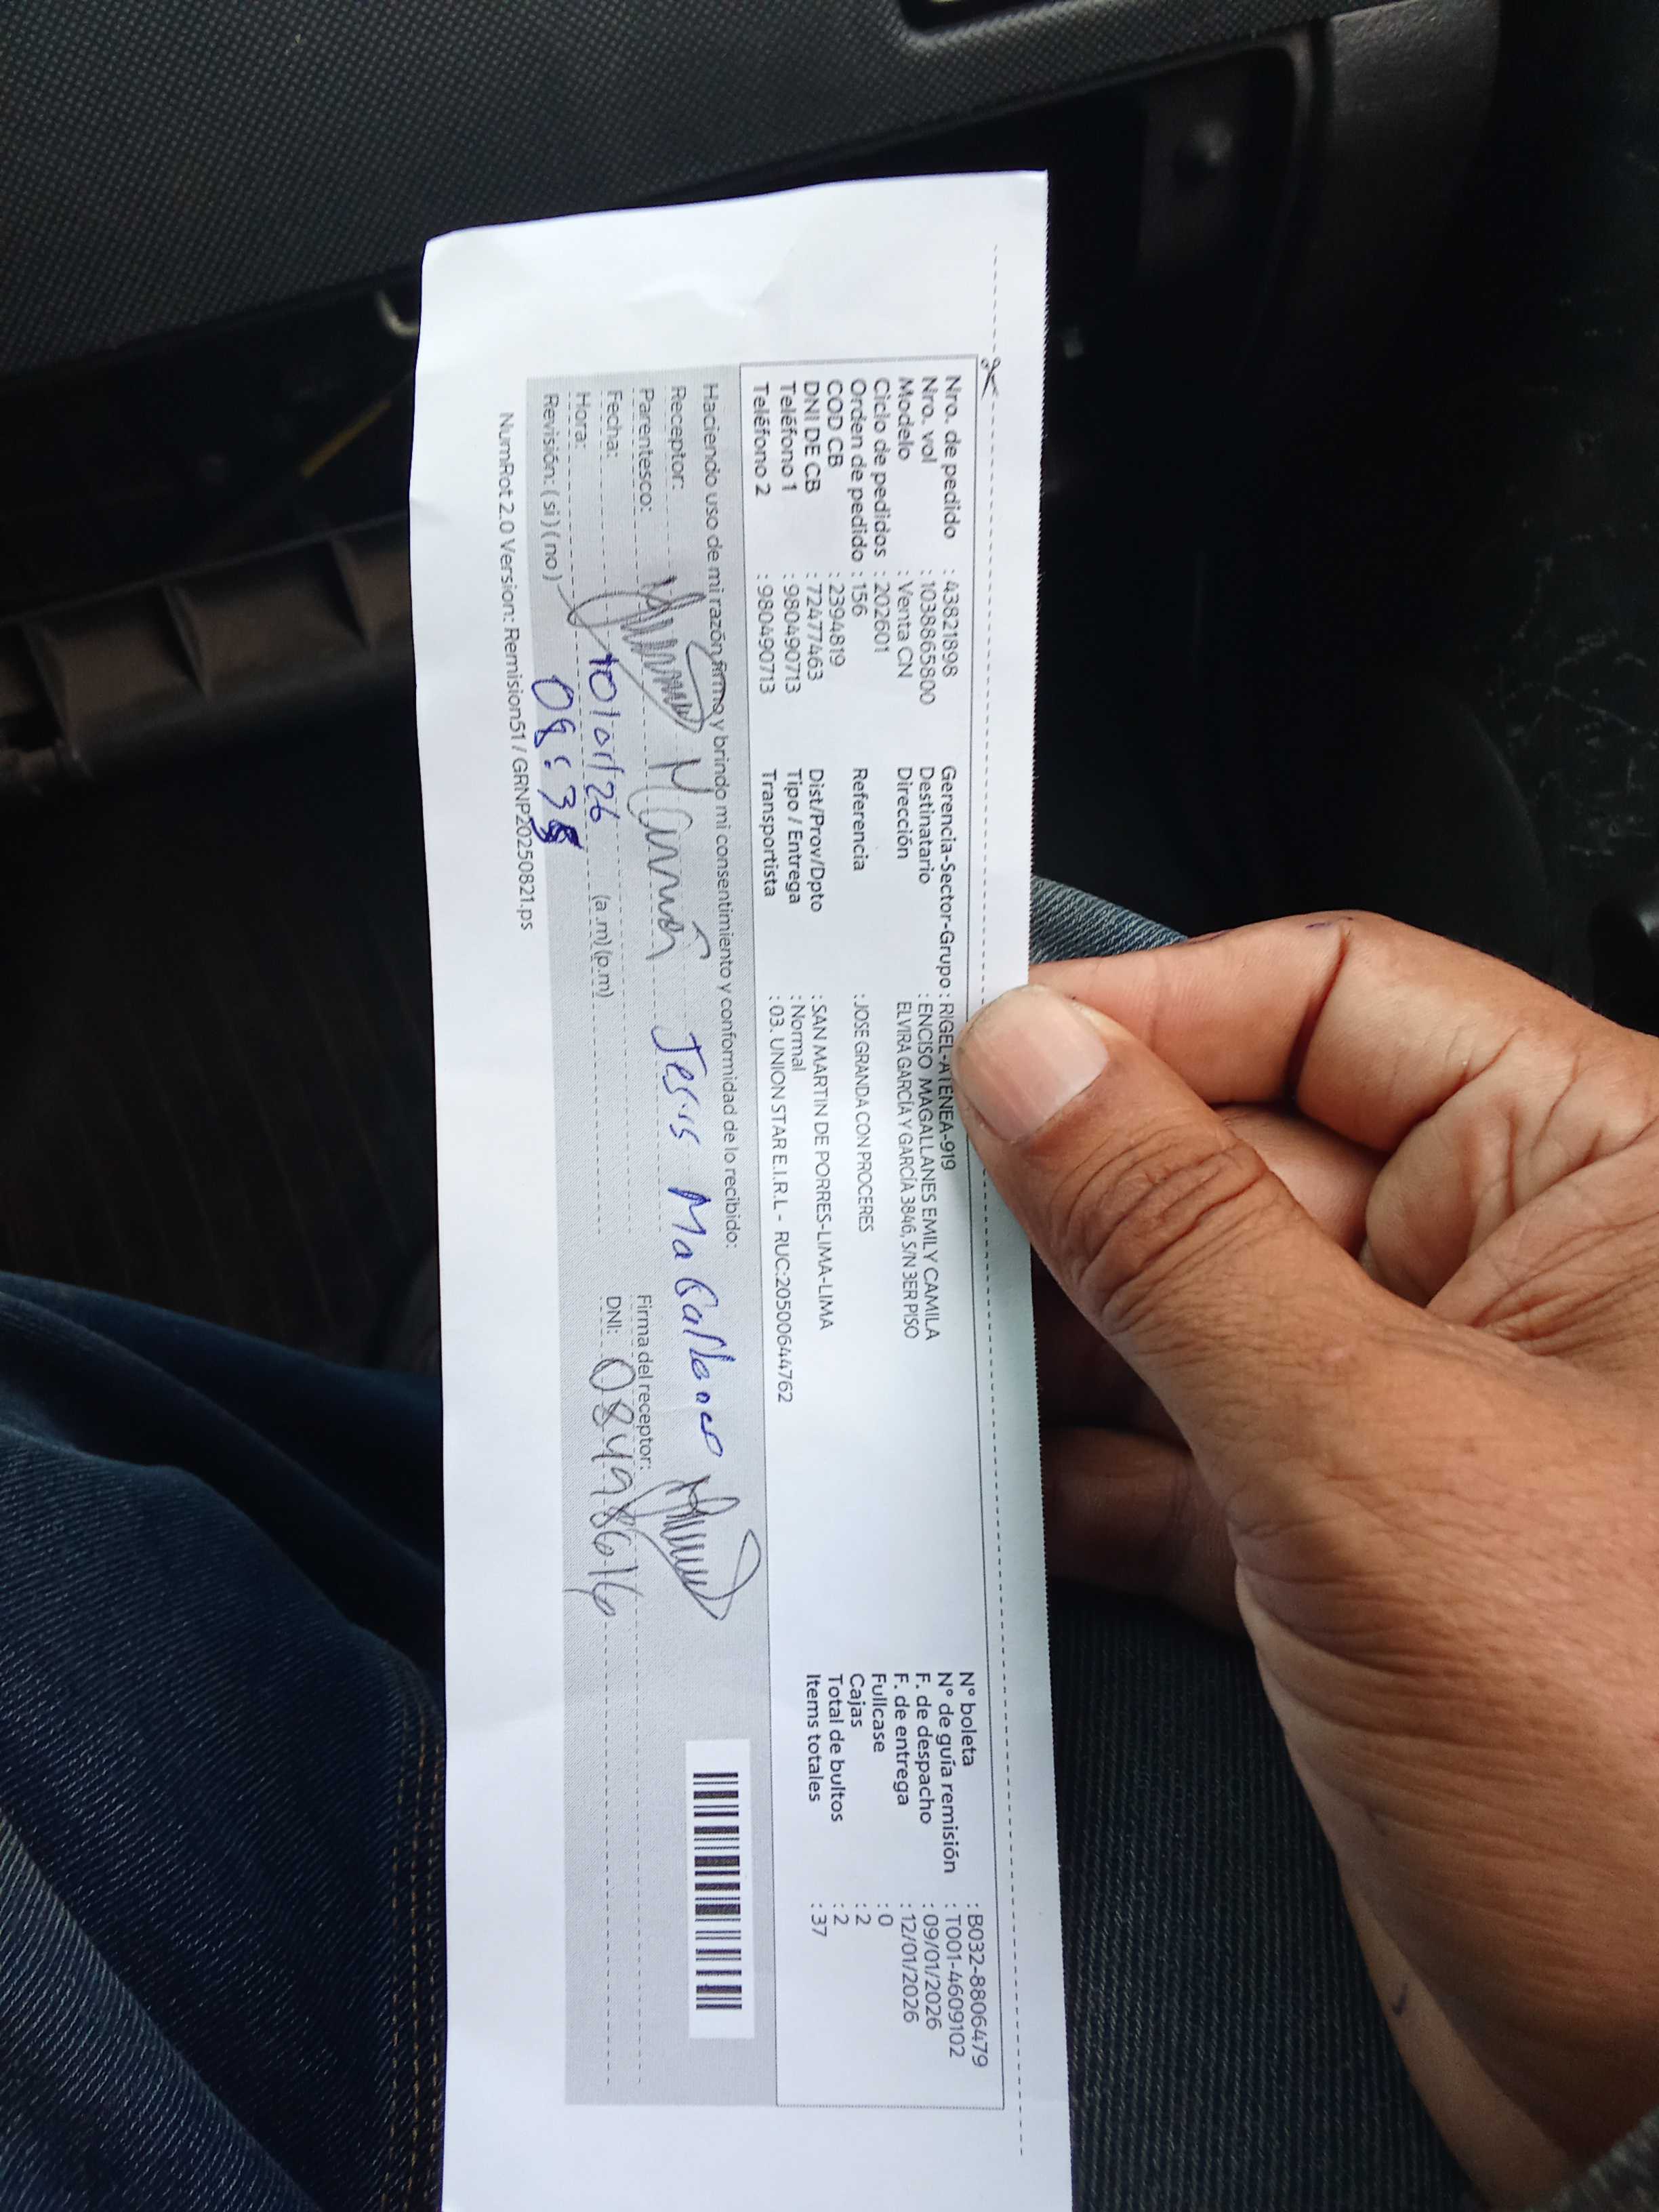 Nro. de pedido : 43821898
Nro. vol : 1038865800
Modelo : Venta CN
Ciclo de pedidos : 202601
Orden de pedido : 156
COD CB : 2394819
DNI DE CB : 72477463
Teléfono 1 : 980490713
Teléfono 2 : 980490713
Gerencia-Sector-Grupo : RIGEL-ATENEA-919
Destinatario : ENCISO MAGALLANES EMILY CAMILA
Dirección ELVIRA GARCÍA Y GARCÍA 3846, S/N 3ER PISO
Referencia : JOSE GRANDA CON PROCERES
Dist/Prov/Dpto : SAN MARTIN DE PORRES-LIMA-LIMA
Tipo / Entrega : Normal
Transportista : 03. UNION STAR E.I.R.L - RUC:20500644762
N° boleta : B032-8806479
N° de guía remisión : T001-4609102
F. de despacho : 09/01/2026
F. de entrega : 12/01/2026
Fullcase : 0
Cajas : 2
Total de bultos : 2
Items totales : 37
Haciendo uso de mi razón firmo y brindo mi consentimiento y conformidad de lo recibido:
Receptor: Jesus
Parentesco: Mamá
Firma del receptor:
Fecha: 10/01/26
DNI: 08498616
Hora: (a.m) (p.m)
Revisión: ( si ) ( no )
NumRot 2.0 Version: Remision51 / GRNP20250821.ps